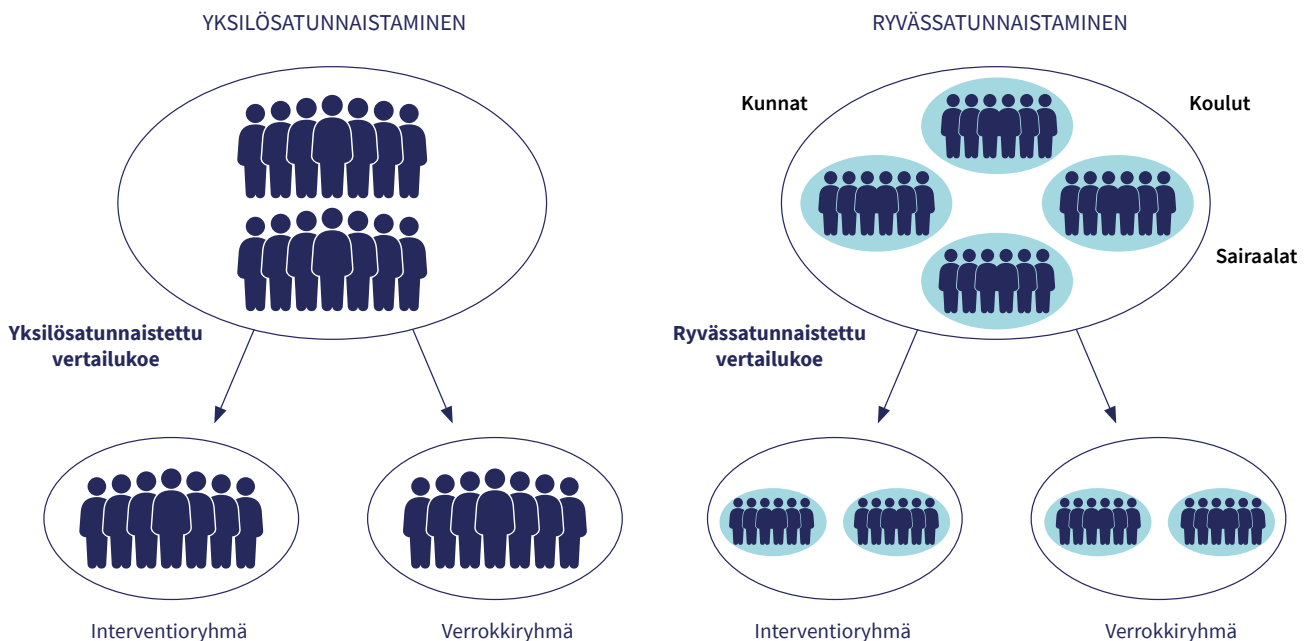 YKSILÖSATUNNAISTAMINEN
Yksilösatunnaistettu
vertailukoe
Interventioryhmä
Verrokkiryhmä
RYVÄSSATUNNAISTAMINEN
Kunnat
Koulut
Sairaalat
Ryvässatunnaistettu
vertailukoe
Interventioryhmä
Verrokkiryhmä